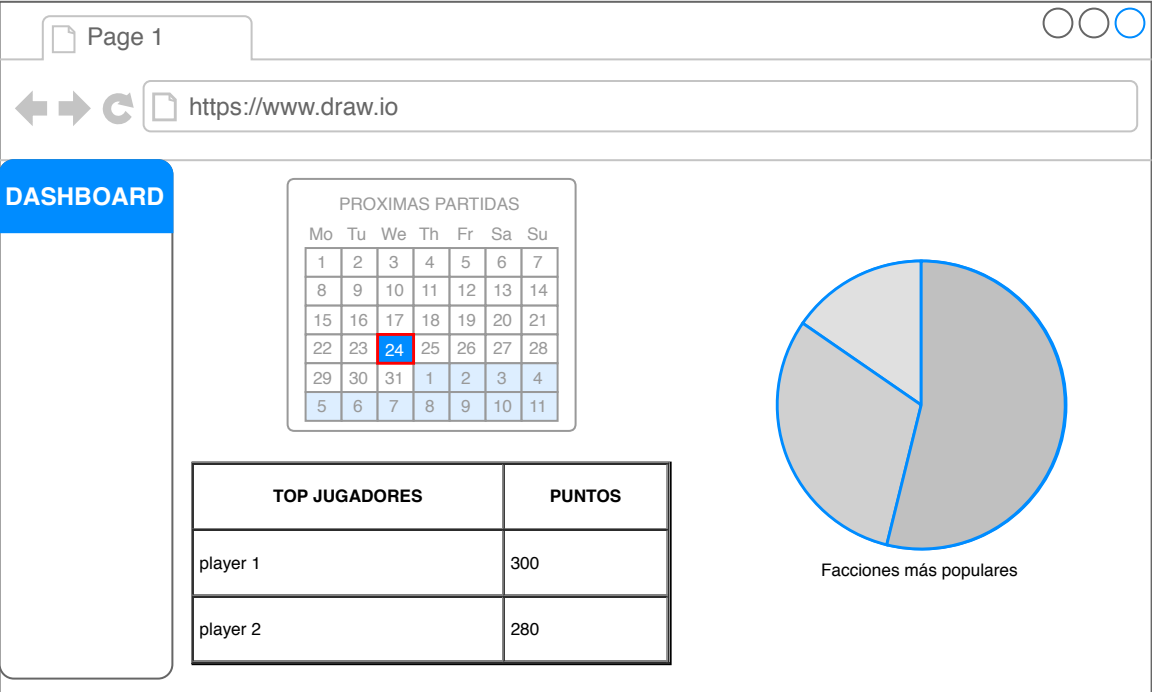 Page 1
https://www.draw.io
DASHBOARD
PROXIMAS PARTIDAS
Mo Tu We Th Fr Sa Su
1 2 3 4 5 6 7
8 9 10 11 12 13 14
15 16 17 18 19 20 21
22 23 24 25 26 27 28
29 30 31 1 2 3 4
5 6 7 8 9 10 11
TOP JUGADORES PUNTOS
player 1 300
player 2 280
Facciones más populares